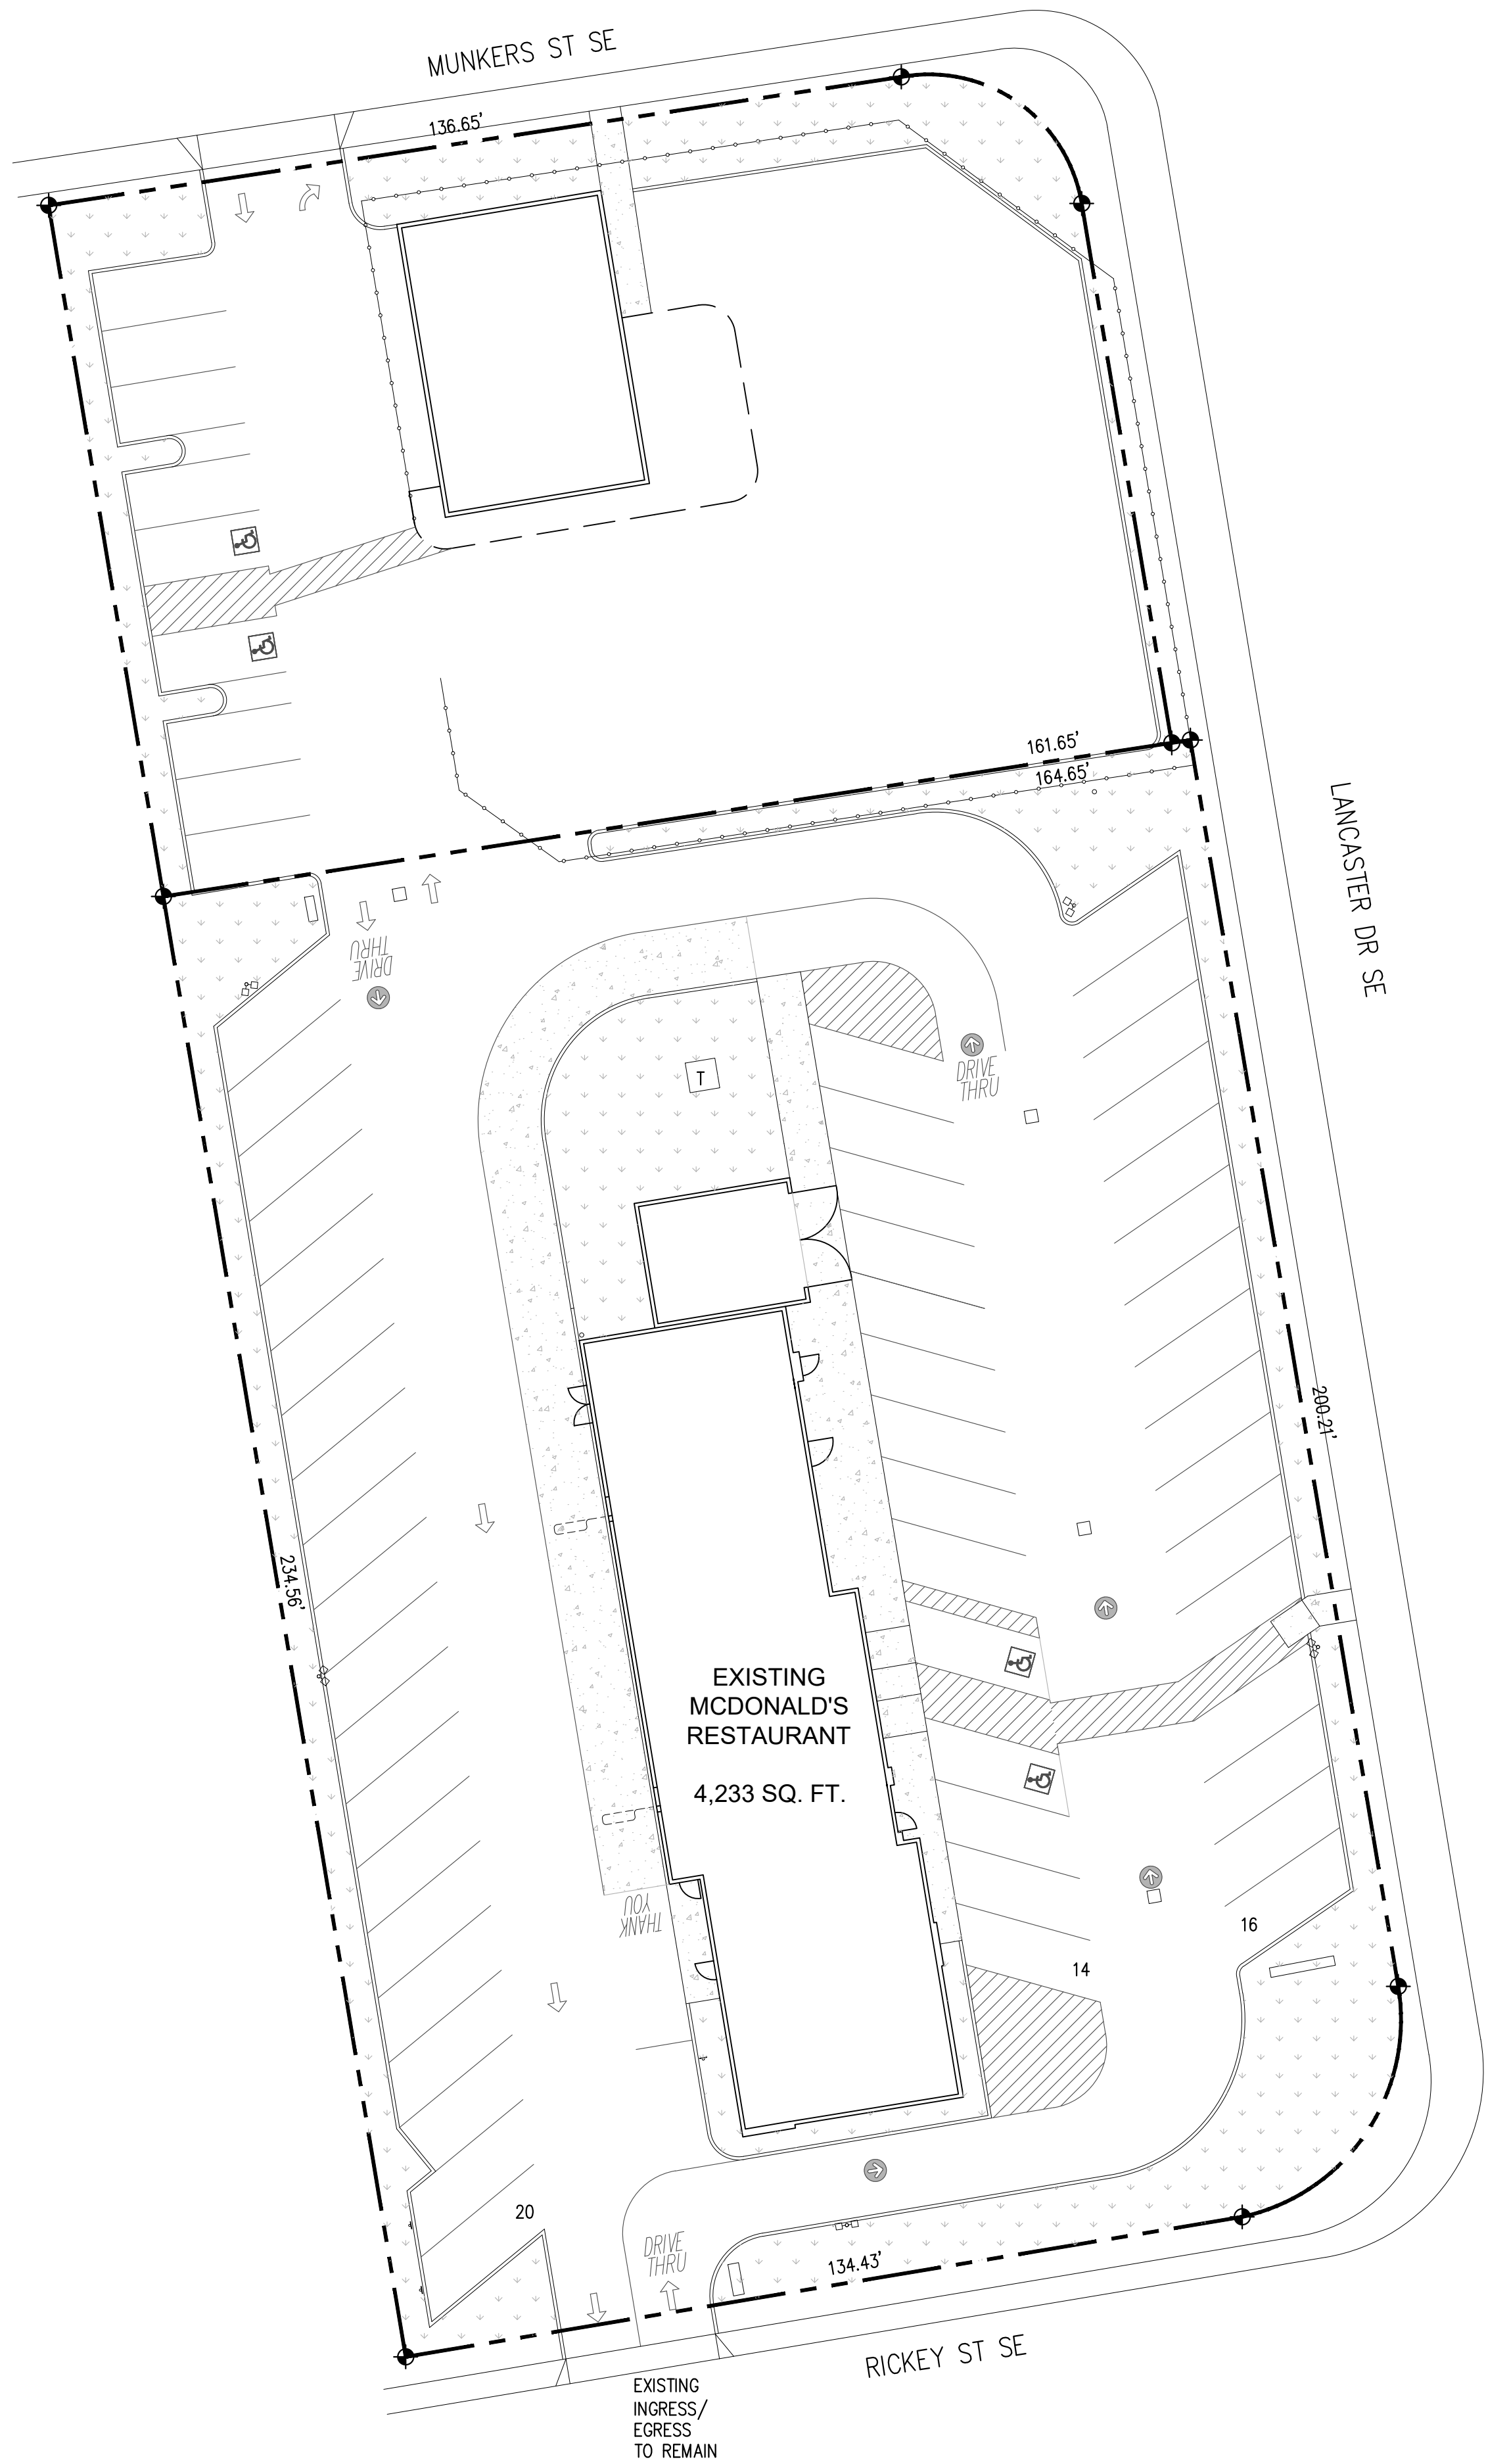 MUNKERS ST SE
136.65'
161.65'
164.65'
LANCASTER DR SE
DRIVE
THRU
T
DRIVE
THRU
200.21'
234.56'
EXISTING
MCDONALD'S
RESTAURANT
4,233 SQ. FT.
THANK
YOU
16
14
20
DRIVE
THRU
134.43'
RICKEY ST SE
EXISTING
INGRESS/
EGRESS
TO REMAIN